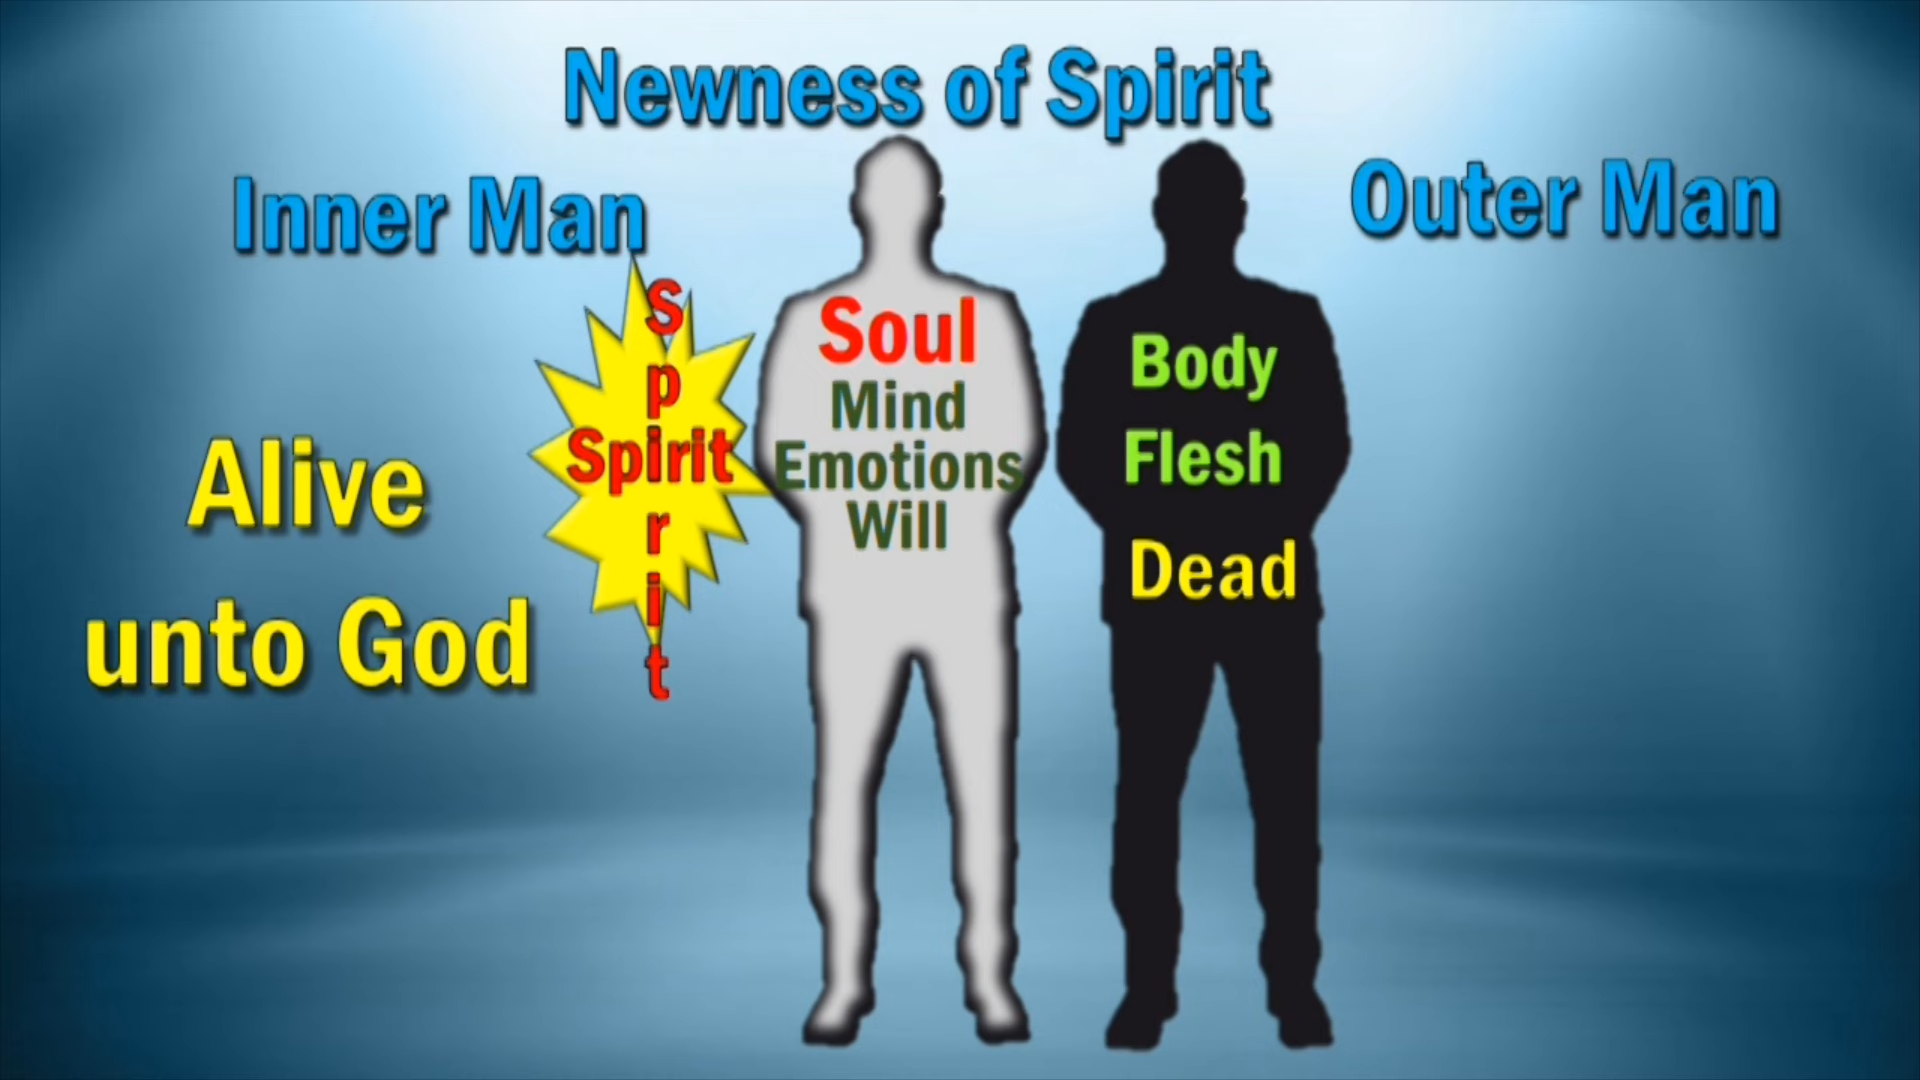 Newness of Spirit
Inner Man
Outer Man
Spirit
Spirit
Soul
Mind
Emotions
Will
Body
Flesh
Dead
Alive
unto God